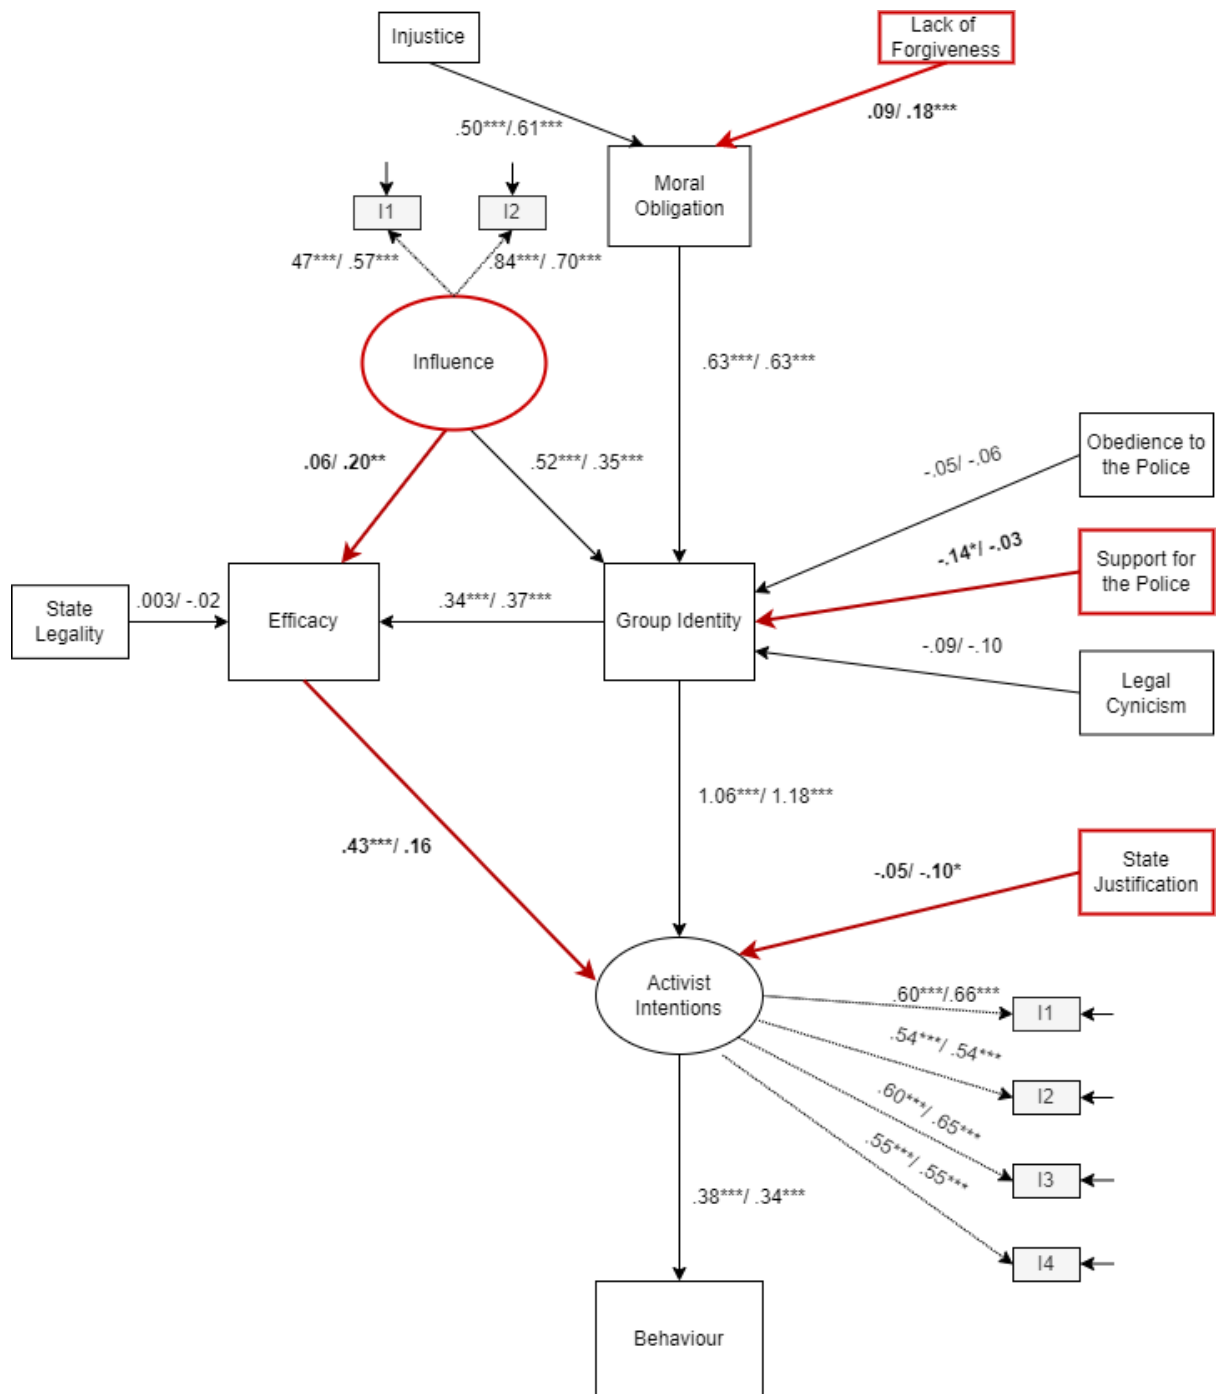 Injustice
Lack of
Forgiveness
.09/ .18***
.50***/.61***
Moral
Obligation
I1
I2
47***/ .57***
.84***/ .70***
Influence
.63***/ .63***
.06/ .20**
.52***/ .35***
-.05/ -.06
Obedience to
the Police
-.14*/ -.03
Support for
the Police
State
Legality
.003/ -.02
Efficacy
.34***/ .37***
Group Identity
-.09/ -.10
Legal
Cynicism
1.06***/ 1.18***
.43***/ .16
-.05/ -.10*
State
Justification
Activist
Intentions
.60***/.66***
I1
.54***/ .54***
I2
.60***/ .65***
I3
.55***/ .55***
I4
.38***/ .34***
Behaviour